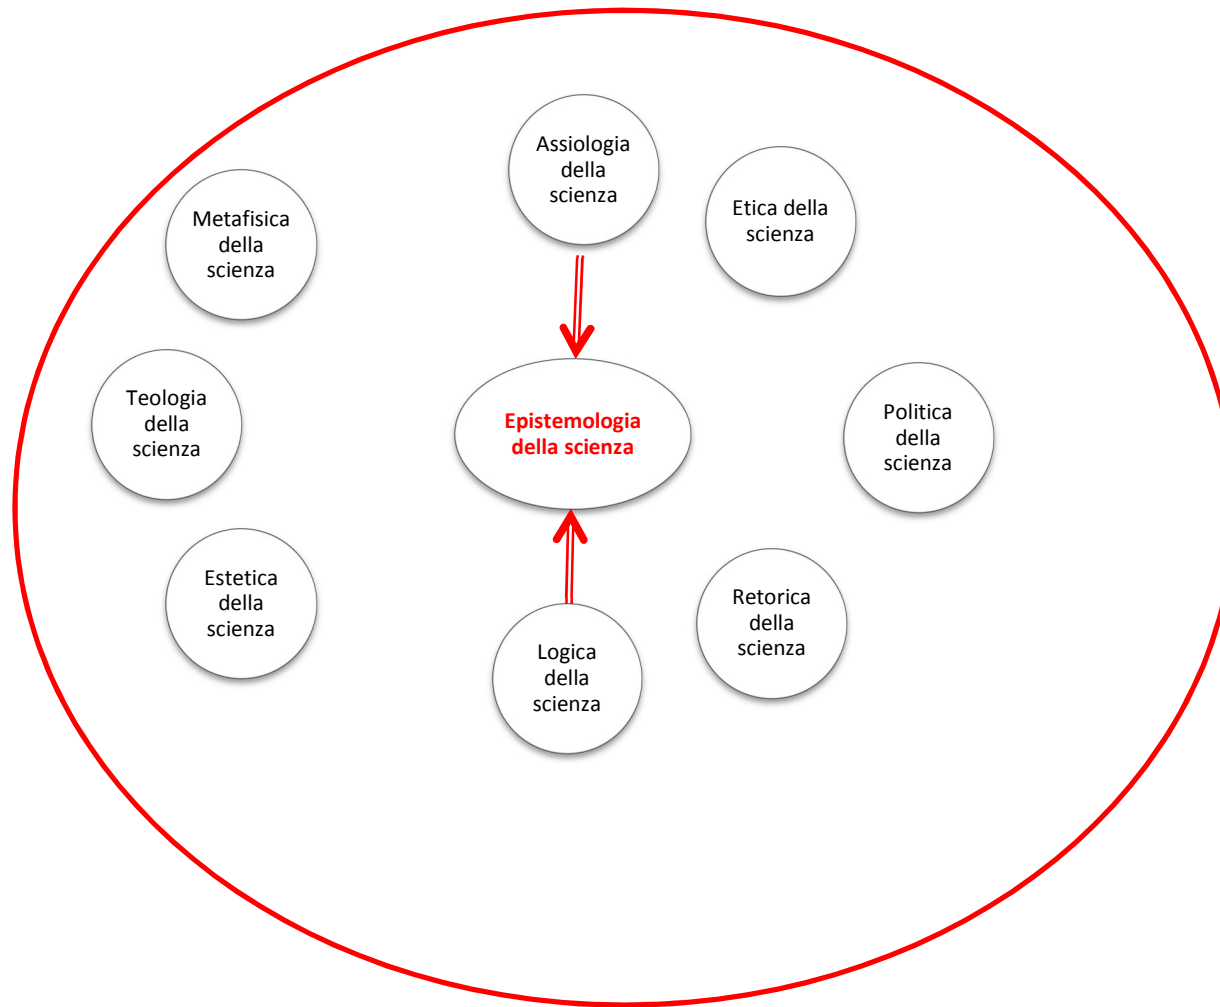 Assiologia
della
scienza
Etica della
scienza
Metafisica
della
scienza
Teologia
della
scienza
Epistemologia
della scienza
Politica
della
scienza
Estetica
della
scienza
Retorica
della
scienza
Logica
della
scienza